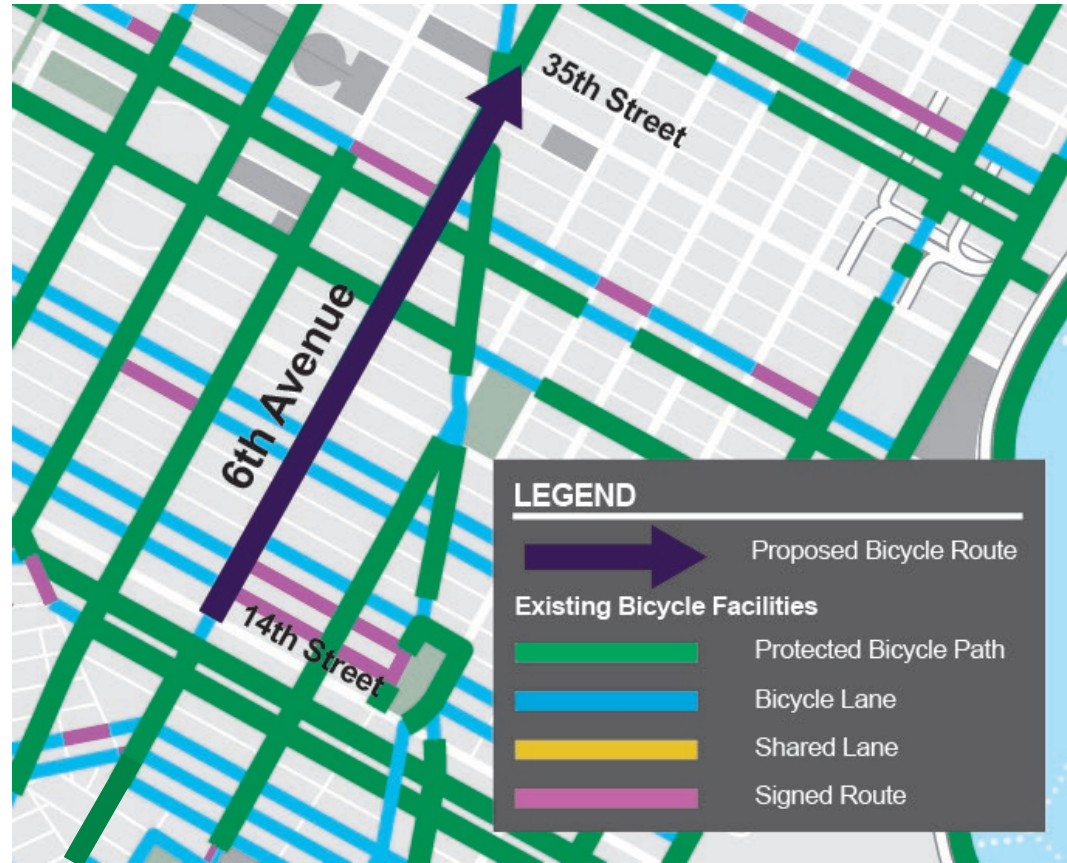 35th Street
6th Avenue
14th Street
LEGEND
Proposed Bicycle Route
Existing Bicycle Facilities
Protected Bicycle Path
Bicycle Lane
Shared Lane
Signed Route